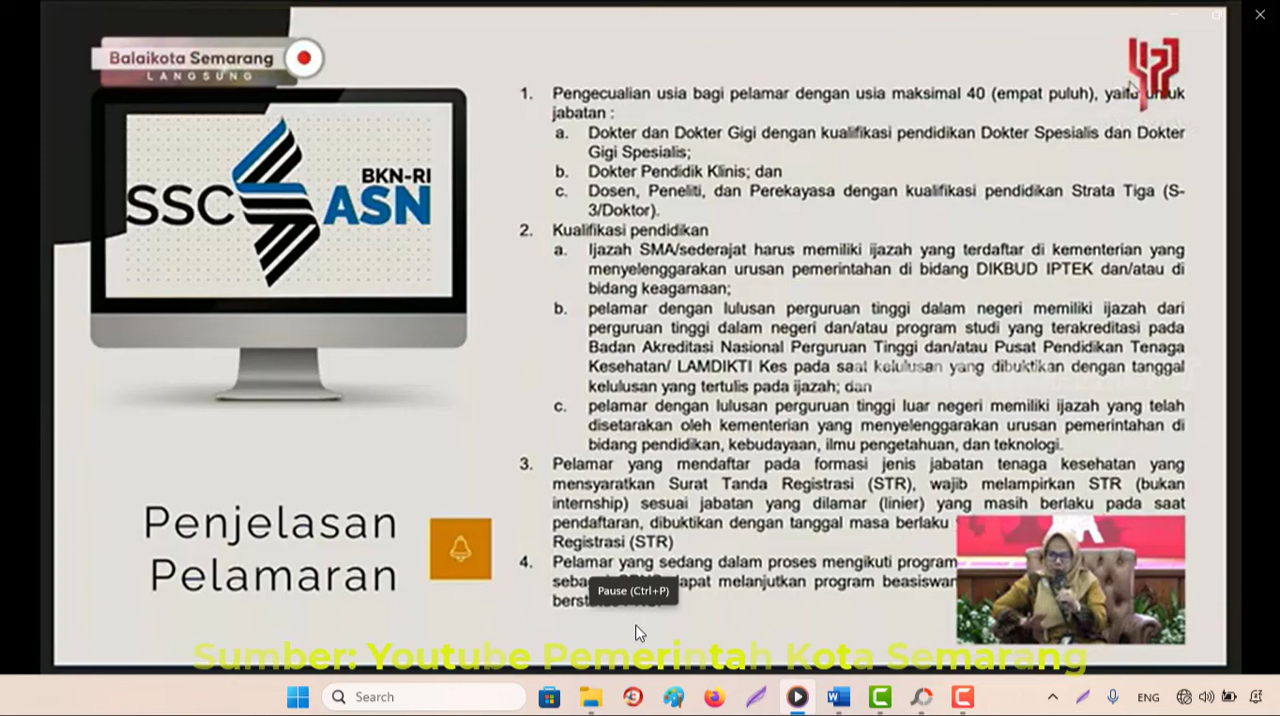 Balaikota Semarang
LANGSUNG
BKN-RI
SSC ASN
Penjelasan
Pelamaran
1. Pengecualian usia bagi pelamar dengan usia maksimal 40 (empat puluh), yaitu untuk
jabatan :
a. Dokter dan Dokter Gigi dengan kualifikasi pendidikan Dokter Spesialis dan Dokter
Gigi Spesialis;
b. Dokter Pendidik Klinis; dan
c. Dosen, Peneliti, dan Perekayasa dengan kualifikasi pendidikan Strata Tiga (S-
3/Doktor).
2. Kualifikasi pendidikan
a. Ijazah SMA/sederajat harus memiliki ijazah yang terdaftar di kementerian yang
menyelenggarakan urusan pemerintahan di bidang DIKBUD IPTEK dan/atau di
bidang keagamaan;
b. pelamar dengan lulusan perguruan tinggi dalam negeri memiliki ijazah dari
perguruan tinggi dalam negeri dan/atau program studi yang terakreditasi pada
Badan Akreditasi Nasional Perguruan Tinggi dan/atau Pusat Pendidikan Tenaga
Kesehatan/ LAMDIKTI Kes pada saat kelulusan yang dibuktikan dengan tanggal
kelulusan yang tertulis pada ijazah; dan
c. pelamar dengan lulusan perguruan tinggi luar negeri memiliki ijazah yang telah
disetarakan oleh kementerian yang menyelenggarakan urusan pemerintahan di
bidang pendidikan, kebudayaan, ilmu pengetahuan, dan teknologi.
3. Pelamar yang mendaftar pada formasi jenis jabatan tenaga kesehatan yang
mensyaratkan Surat Tanda Registrasi (STR), wajib melampirkan STR (bukan
internship) sesuai jabatan yang dilamar (linier) yang masih berlaku pada saat
pendaftaran, dibuktikan dengan tanggal masa berlaku
Registrasi (STR)
4. Pelamar yang sedang dalam proses mengikuti program
dapat melanjutkan program
Pause (Ctrl+P)
Sumber: Youtube Pemerintah Kota Semarang
Search
ENG